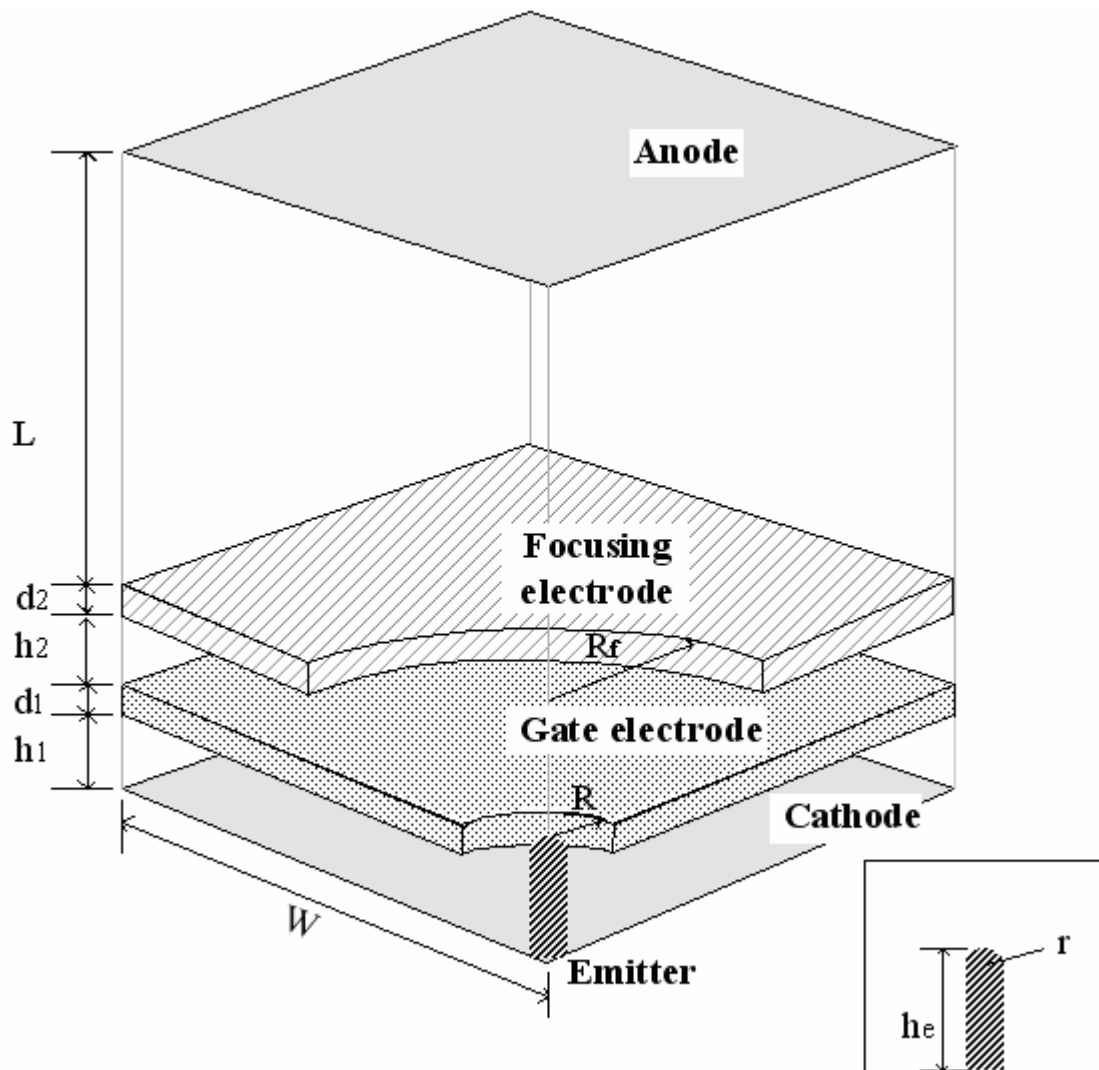 Anode
L
Focusing
electrode
d2
Rf
h2
d1
Gate electrode
h1
R
Cathode
W
Emitter
r
he